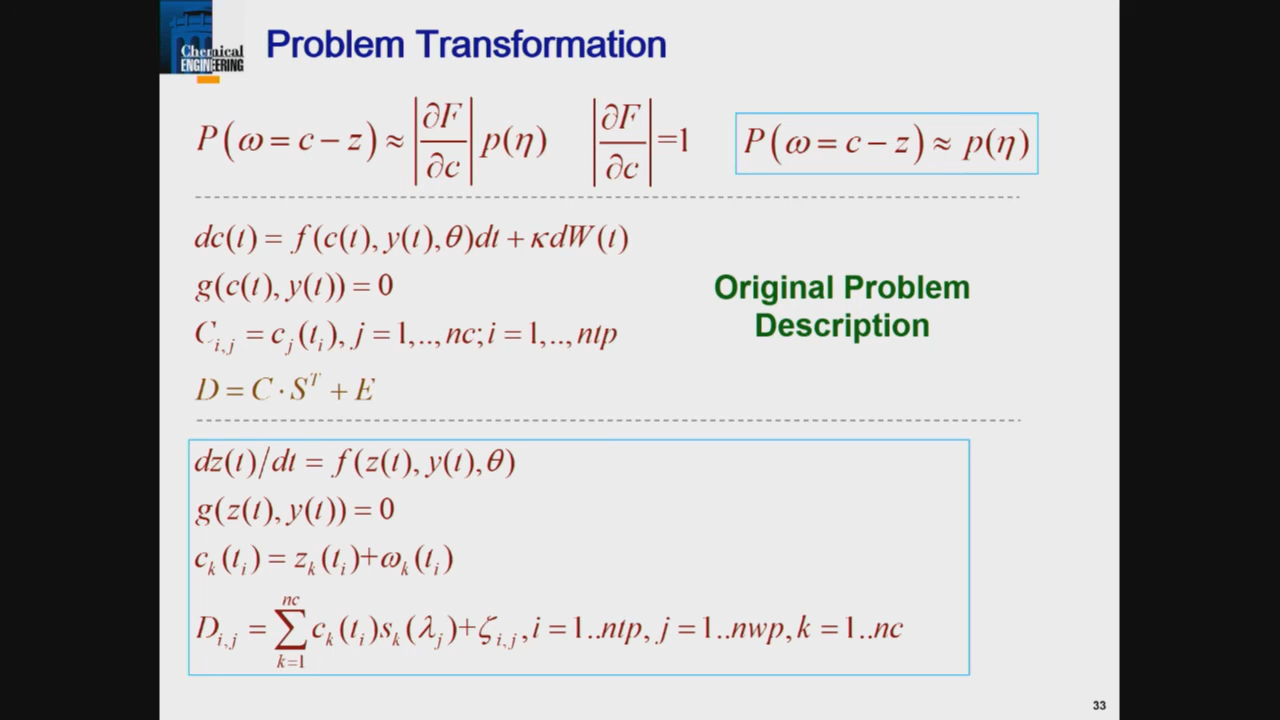 Chemical
ENGINEERING
Problem Transformation
P(ω = c − z) ≈ |∂F/∂c| p(η)   |∂F/∂c| =1   P(ω = c − z) ≈ p(η)
dc(t) = f(c(t), y(t), θ)dt + κdW(t)
g(c(t), y(t)) = 0
C_{i,j} = c_j(t_i), j = 1,.., nc; i = 1,.., ntp
D = C · S^T + E
Original Problem
Description
dz(t)/dt = f(z(t), y(t), θ)
g(z(t), y(t)) = 0
c_k(t_i) = z_k(t_i)+ω_k(t_i)
D_{i,j} = ∑_{k=1}^{nc} c_k(t_i)s_k(λ_j)+ζ_{i,j}, i = 1..ntp, j = 1..nwp, k = 1..nc
33